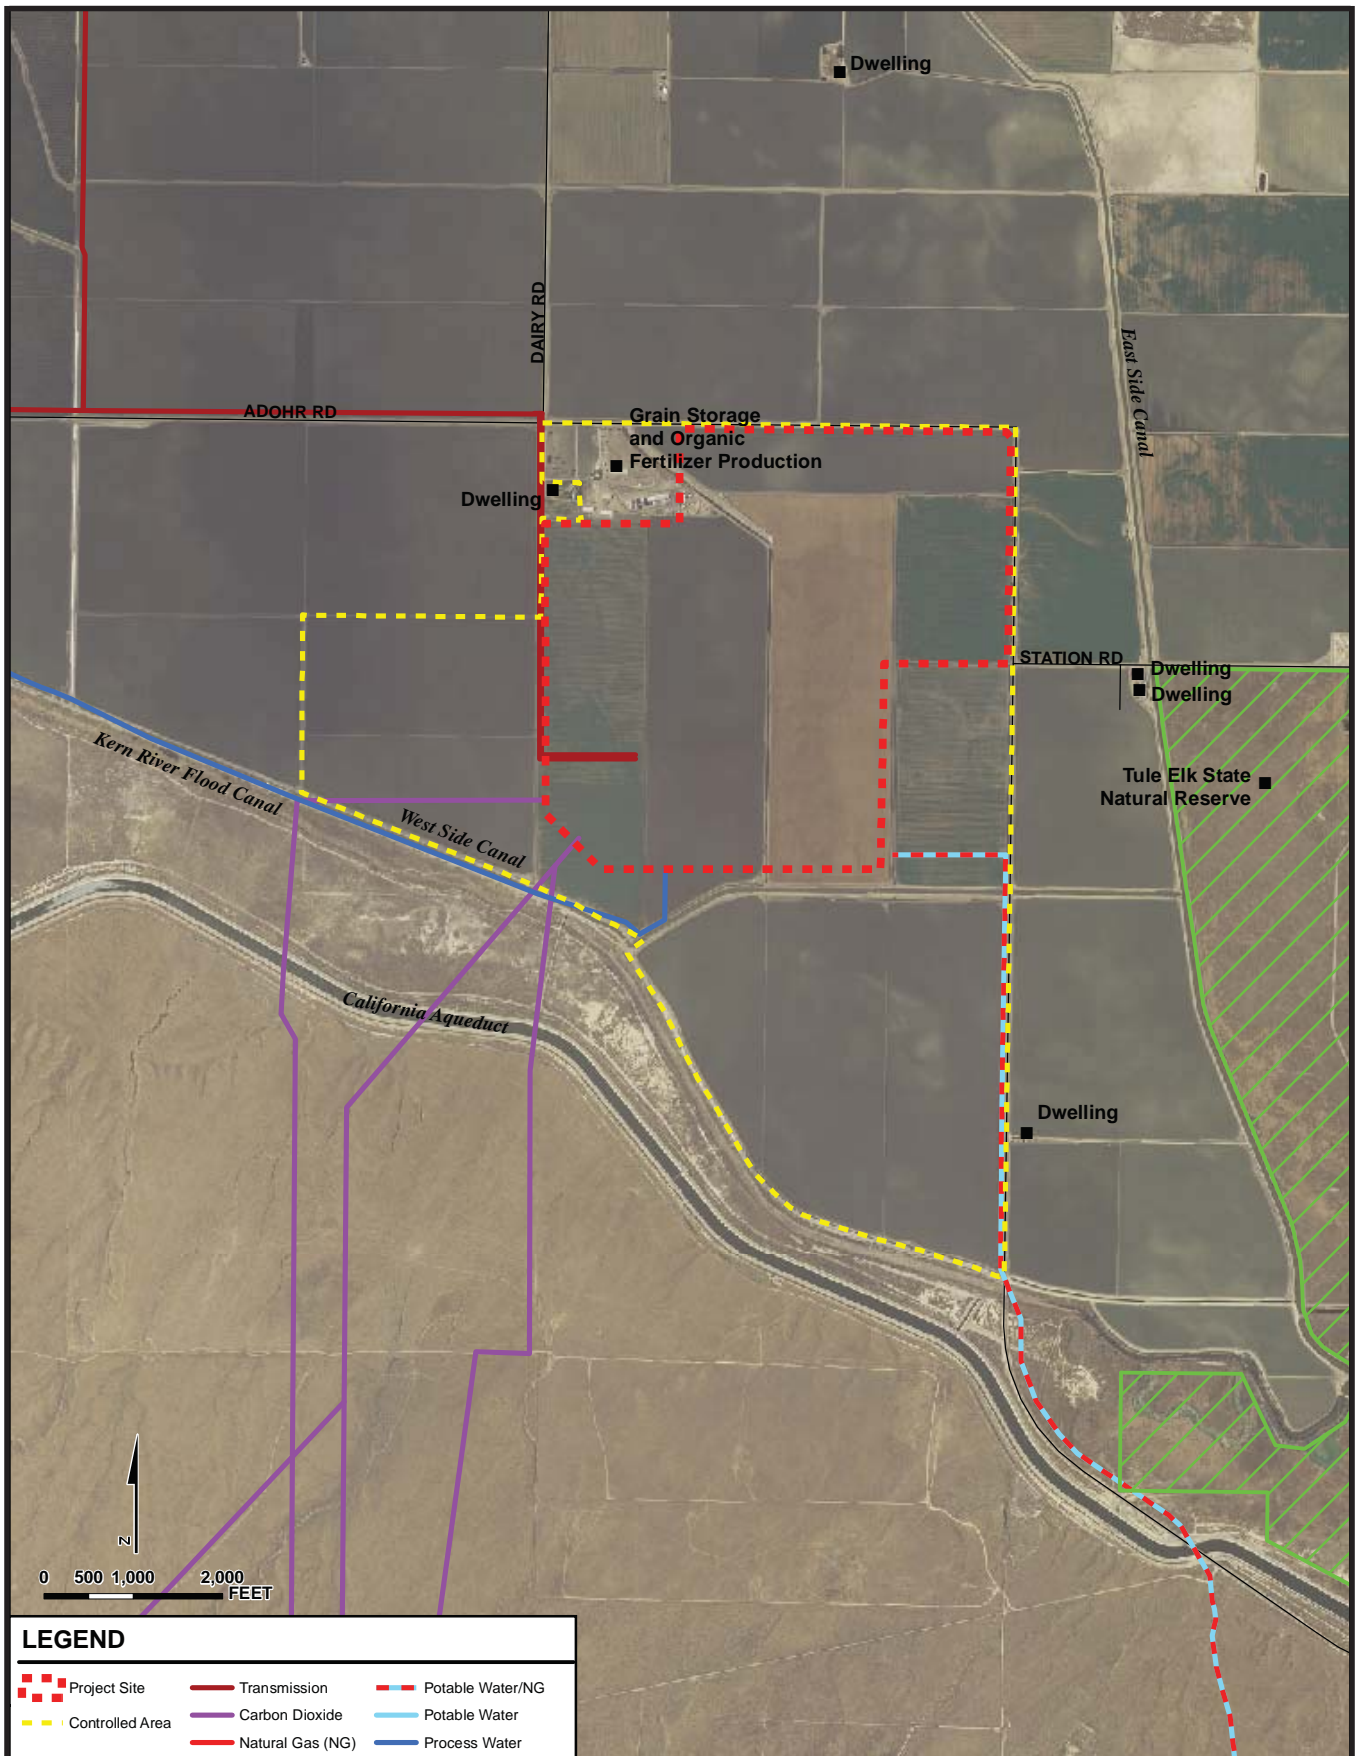 Dwelling
DAIRY RD
East Side Canal
ADOHR RD
Grain Storage
and Organic
Fertilizer Production
Dwelling
STATION RD
Dwelling
Dwelling
Kern River Flood Canal
West Side Canal
Tule Elk State
Natural Reserve
California Aqueduct
Dwelling
Z
0 500 1,000 2,000
FEET
LEGEND
Project Site
Transmission
Potable Water/NG
Controlled Area
Carbon Dioxide
Potable Water
Natural Gas (NG)
Process Water